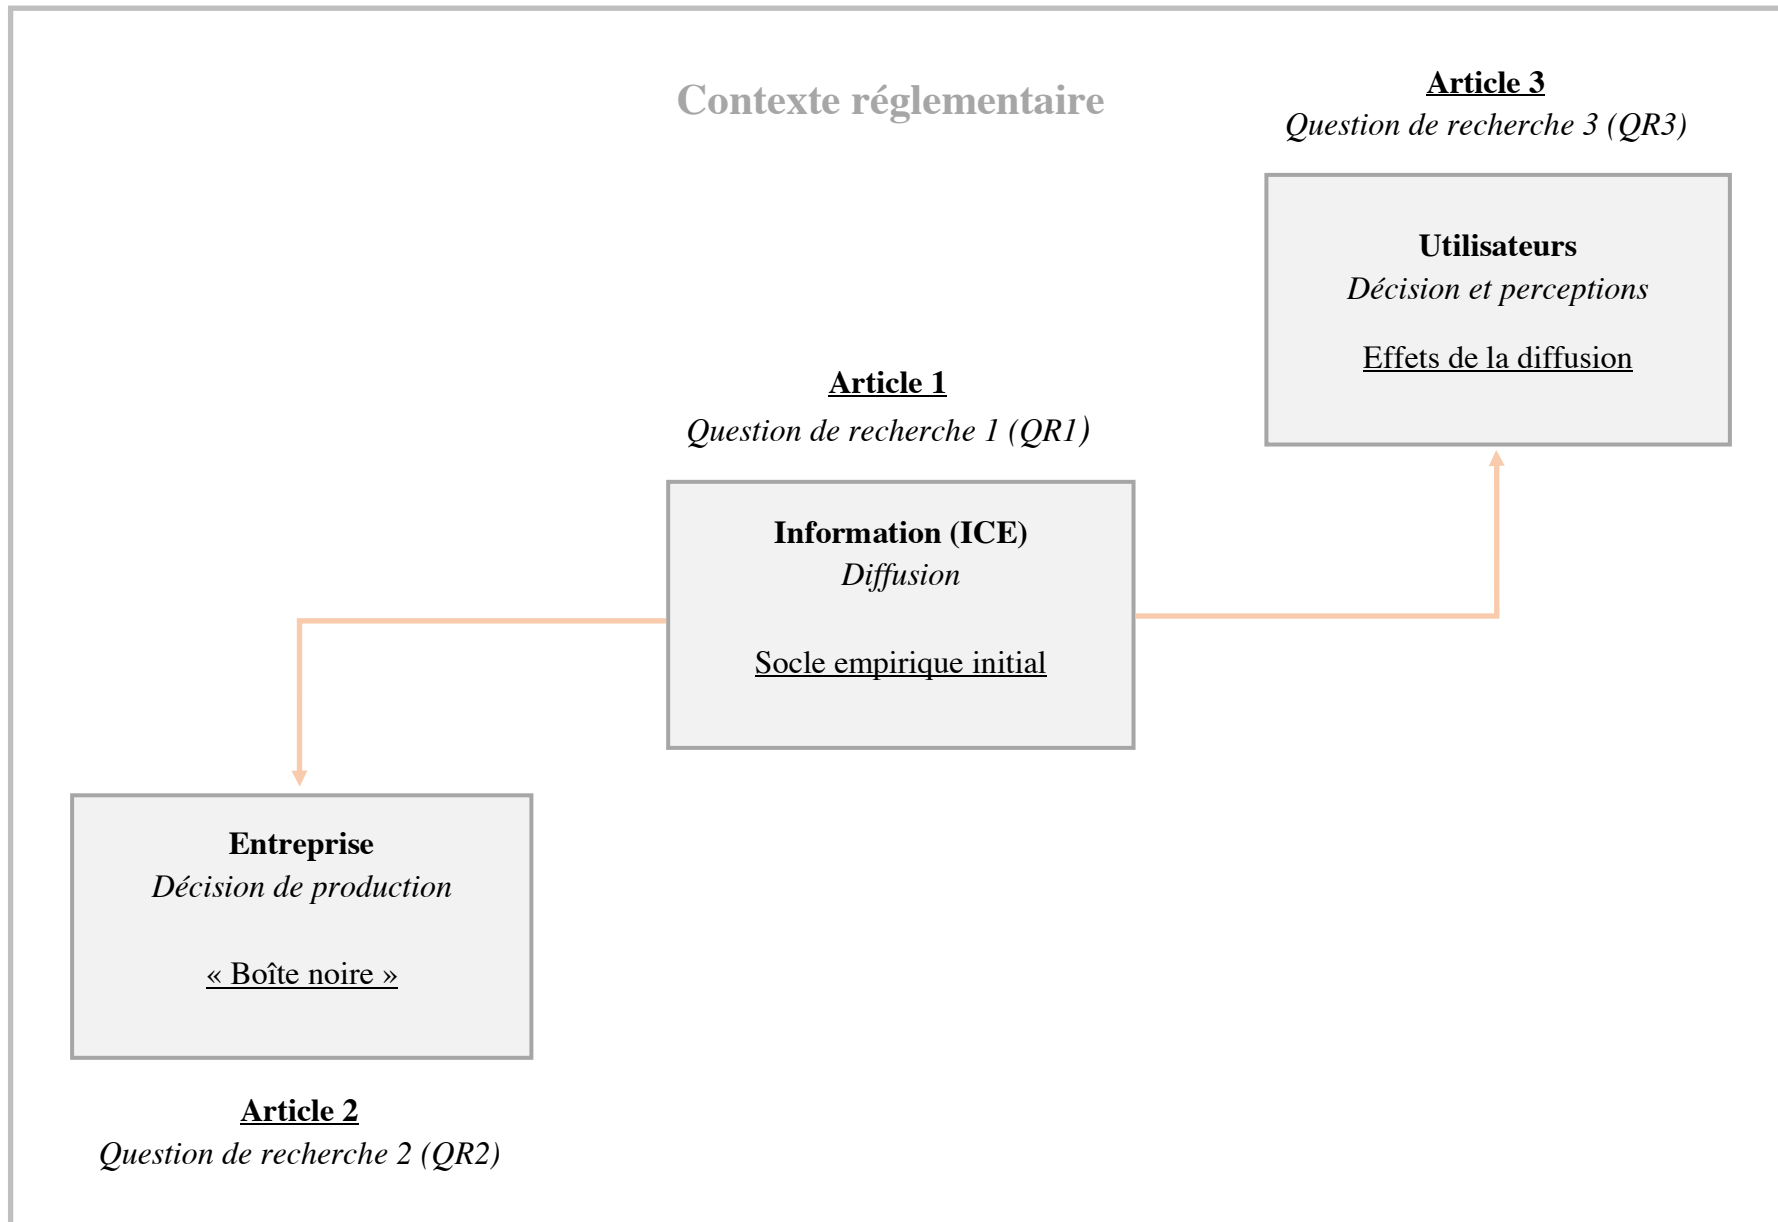 Contexte réglementaire
Article 3
Question de recherche 3 (QR3)
Utilisateurs
Décision et perceptions
Effets de la diffusion
Article 1
Question de recherche 1 (QR1)
Information (ICE)
Diffusion
Socle empirique initial
Entreprise
Décision de production
« Boîte noire »
Article 2
Question de recherche 2 (QR2)